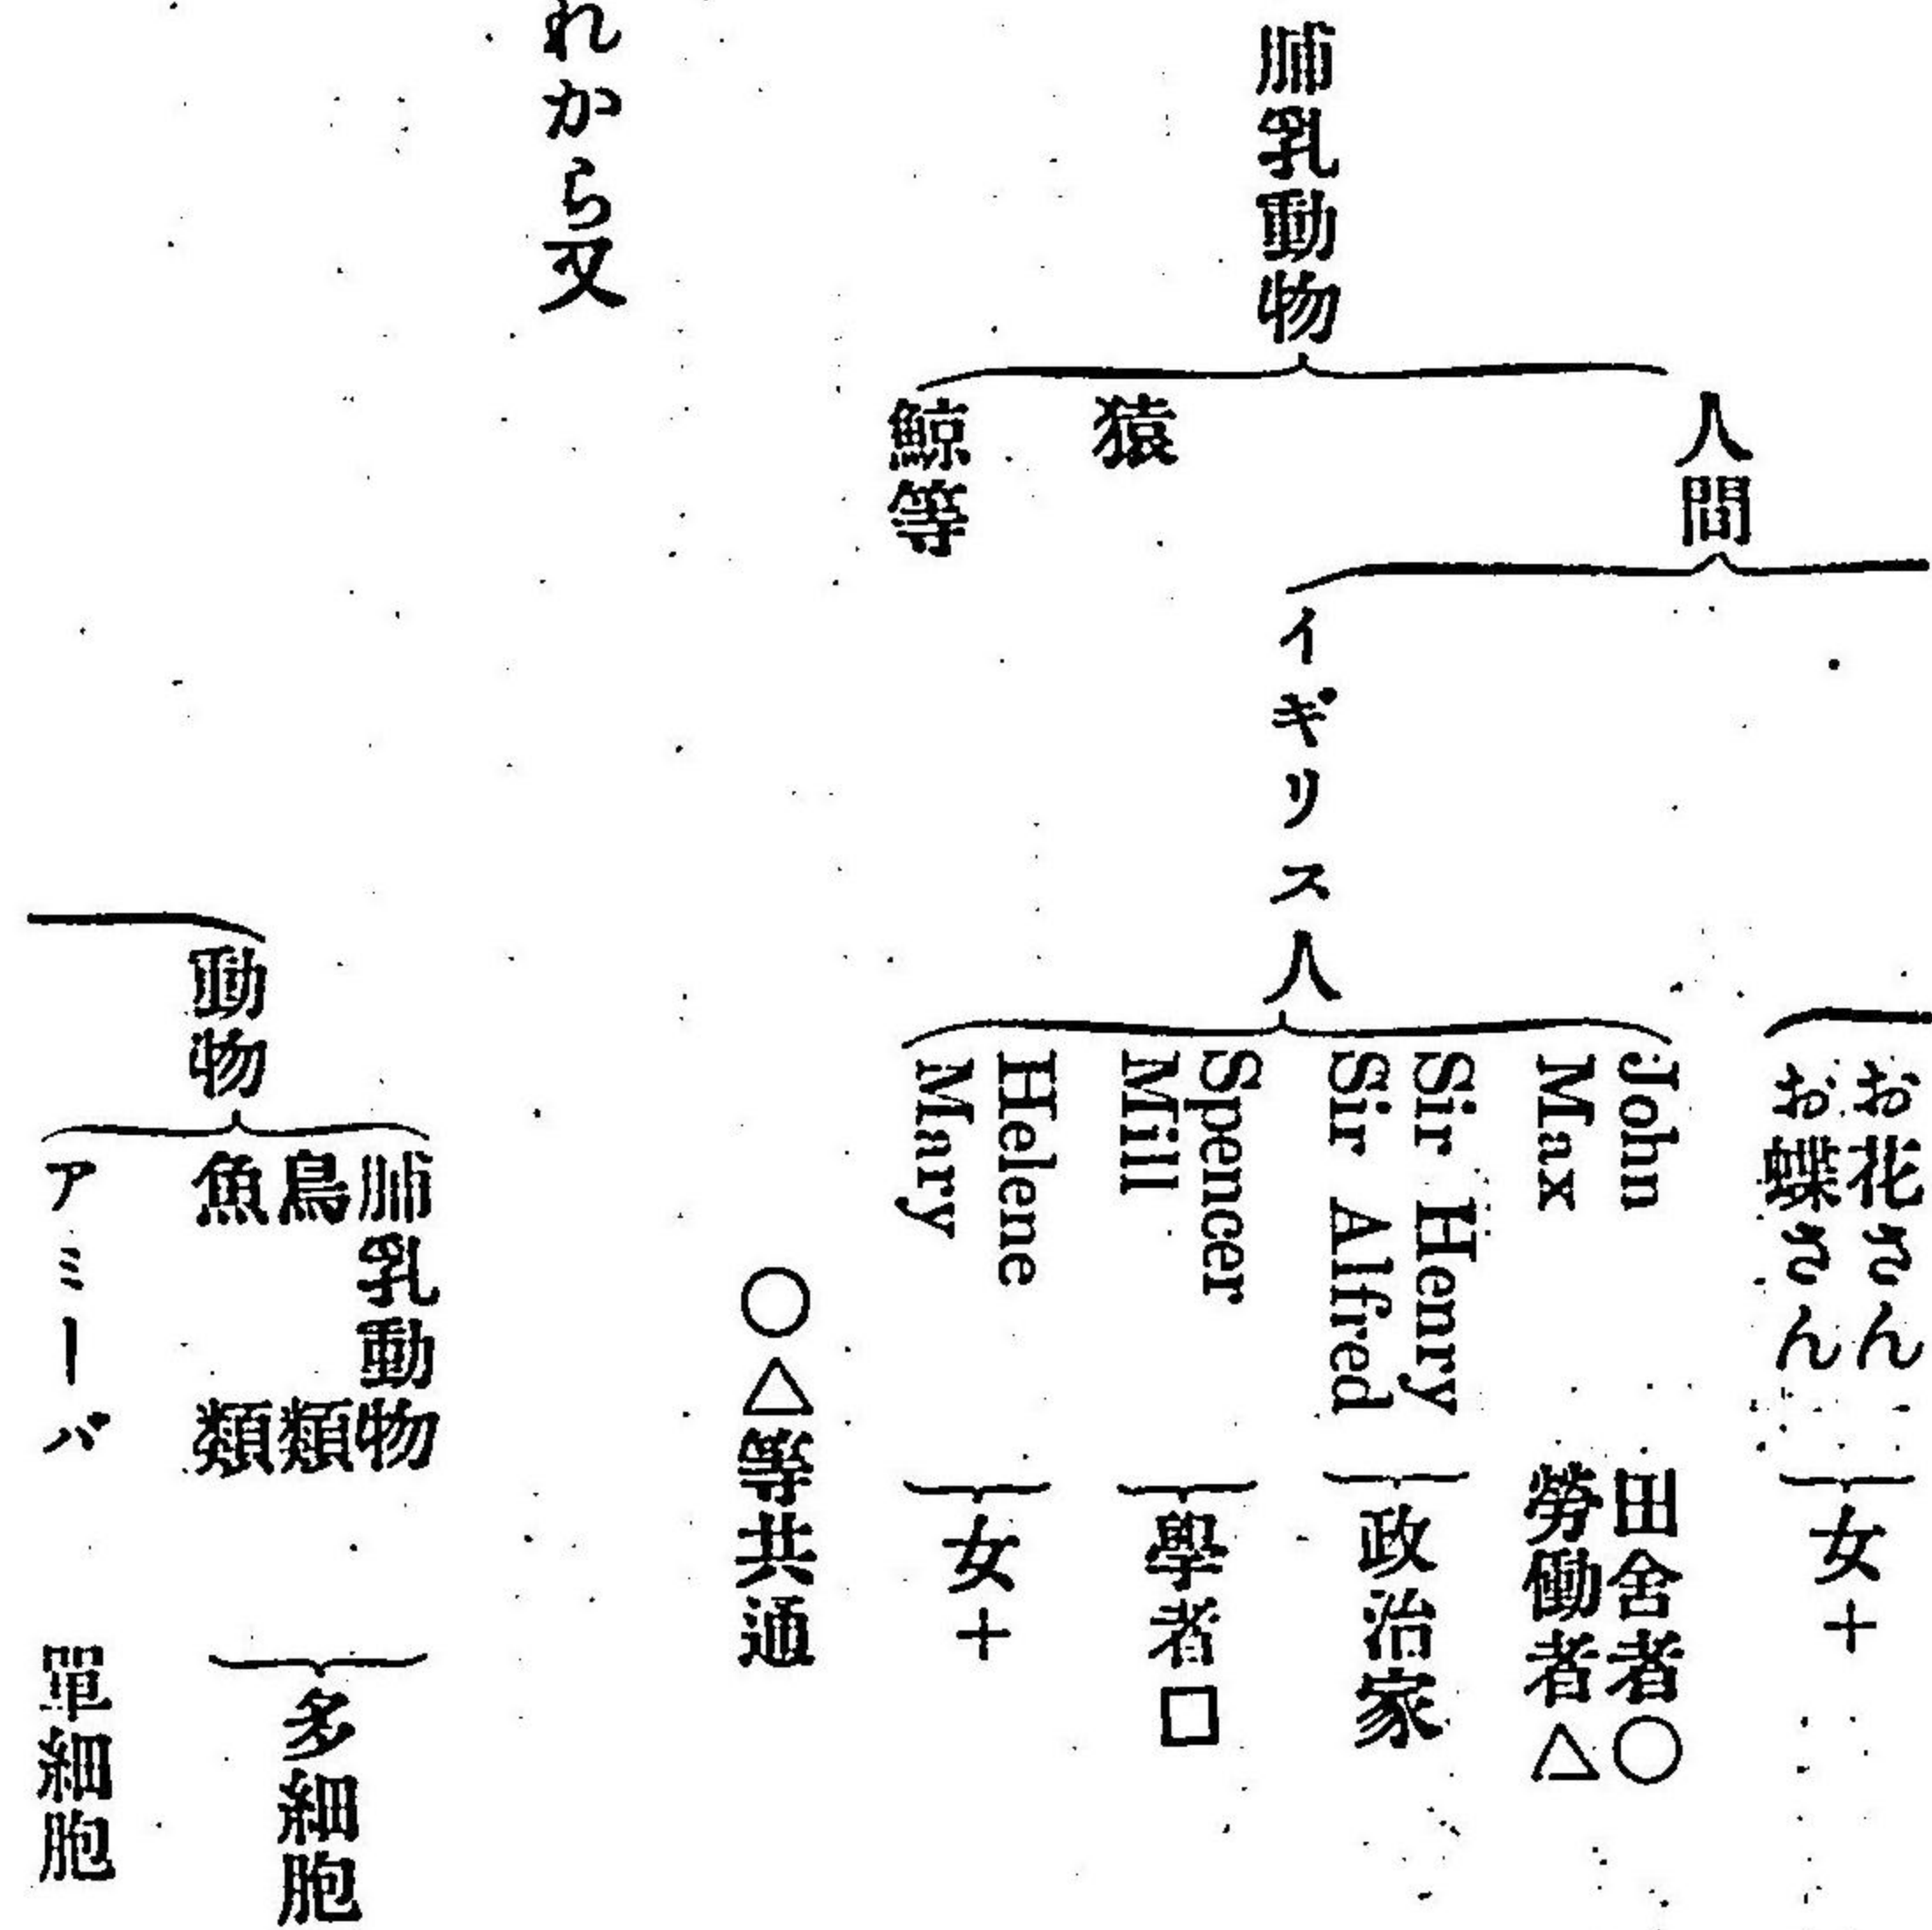 哺乳動物
人間
猿
鯨等
イギリス人
お花さん
お蝶さん
女+
John
田舍者○
Max
勞働者△
Sir Henry
Sir Alfred
政治家
Spencer
Mill
學者□
Helene
Mary
女+
○△等共通
れから又
動物
哺乳動物
鳥類
魚類
多細胞
アミーバ
單細胞